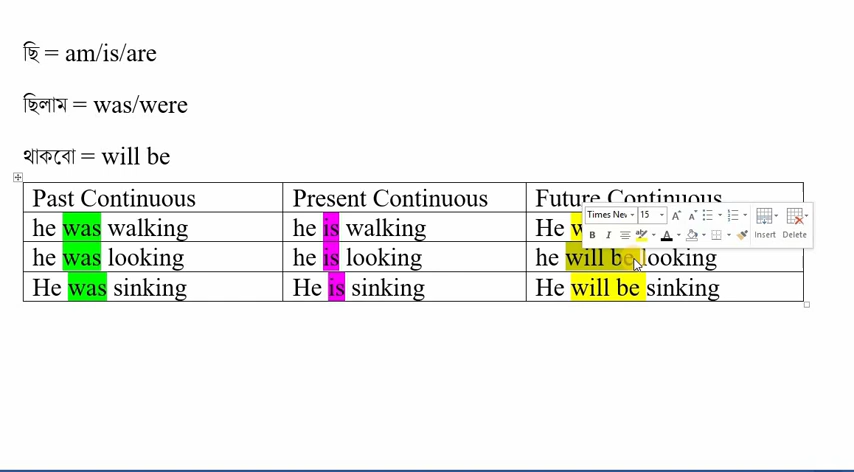 ছি = am/is/are
ছিলাম = was/were
থাকবো = will be
Past Continuous Present Continuous Future Continuous
he was walking he is walking He w
he was looking he is looking he will be looking
He was sinking He is sinking He will be sinking
Times Nev 15
Insert Delete